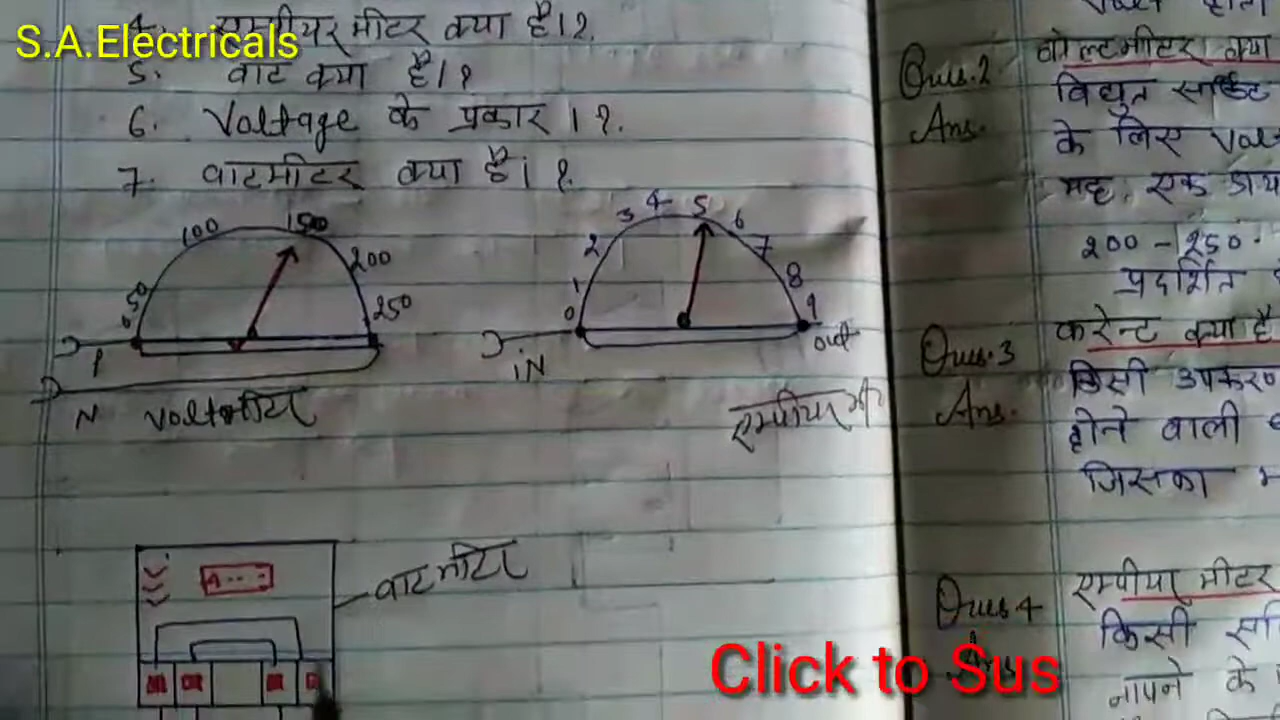 S.A.Electricals
4. एम्पीयर मीटर क्या है।?.
5. वाट क्या है।?
6. Voltage के प्रकार।?.
7. वाटमीटर क्या है।?.
0 50 100 150 200 250
P
N
Voltमीटर
0 1 2 3 4 5 6 7 8 9
iN
out
एम्पीयर
वाटमीटर
Volt होता
Ques.2 वोल्टमीटर क्या
Ans. विद्युत सर्किट
के लिए Vol
यह, एक
200-250.
प्रदर्शित
Ques.3 करेन्ट क्या है
Ans. किसी उपकरण
होने वाली
जिसका
Ques 4 एम्पीयर मीटर
किसी
नापने के
Click to Sus